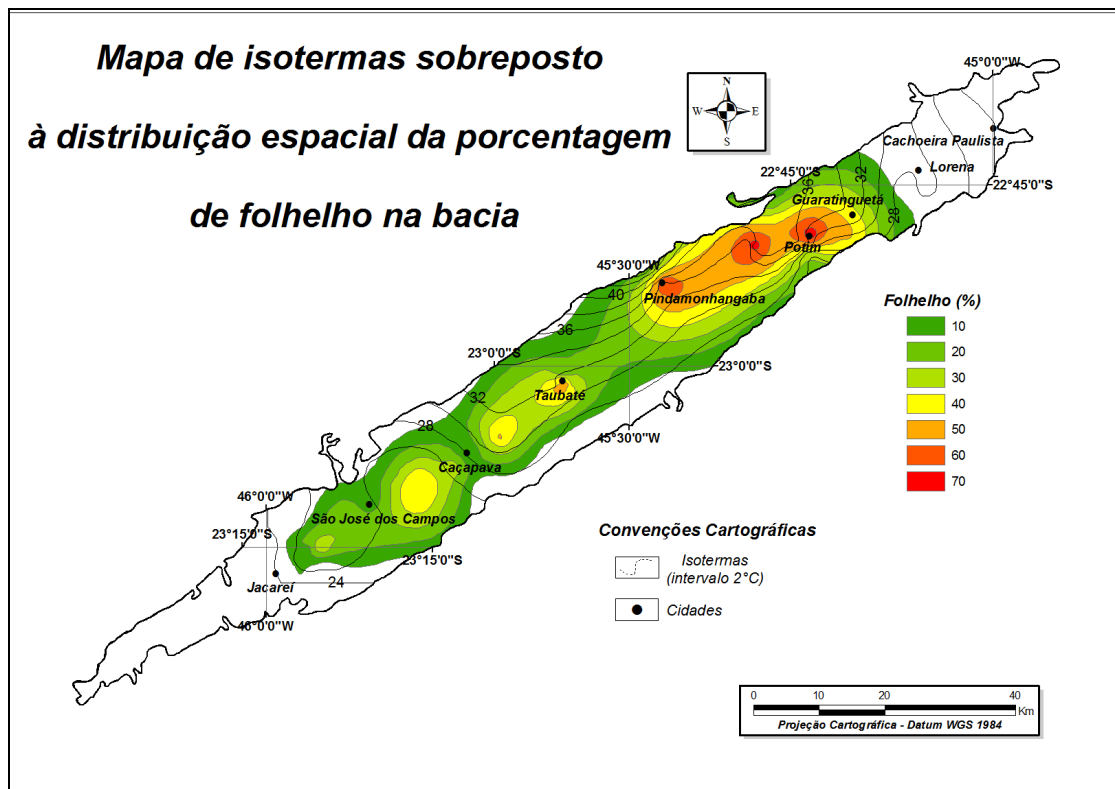 Mapa de isotermas sobreposto
à distribuição espacial da porcentagem
de folhelho na bacia
N
W E
S
45°0'0"W
Cachoeira Paulista
Lorena
22°45'0"S
22°45'0"S
36
32
Guaratinguetá
28
Potim
45°30'0"W
40
Pindamonhangaba
36
23°0'0"S
23°0'0"S
Taubaté
32
28
45°30'0"W
Caçapava
46°0'0"W
São José dos Campos
23°15'0"S
23°15'0"S
Jacareí
24
46°0'0"W
Folhelho (%)
10
20
30
40
50
60
70
Convenções Cartográficas
Isotermas
(intervalo 2°C)
Cidades
0 10 20 40
Km
Projeção Cartográfica - Datum WGS 1984